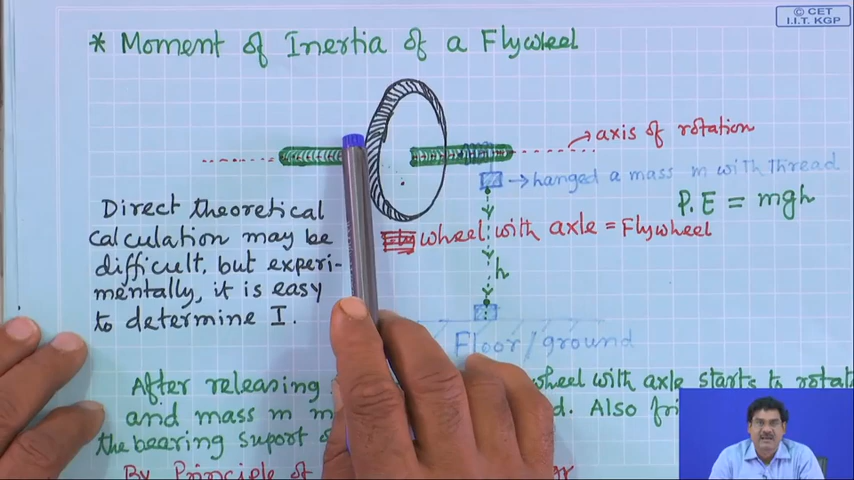 © CET
I.I.T. KGP
* Moment of Inertia of a Flywheel
axis of rotation
→ hanged a mass m with thread
P.E = mgh
Direct theoretical
calculation may be
difficult, but experi-
mentally, it is easy
to determine I.
wheel with axle = Flywheel
h
Floor/ground
After releasing wheel with axle starts to
and mass m Also
the bearing suport
By Principle of